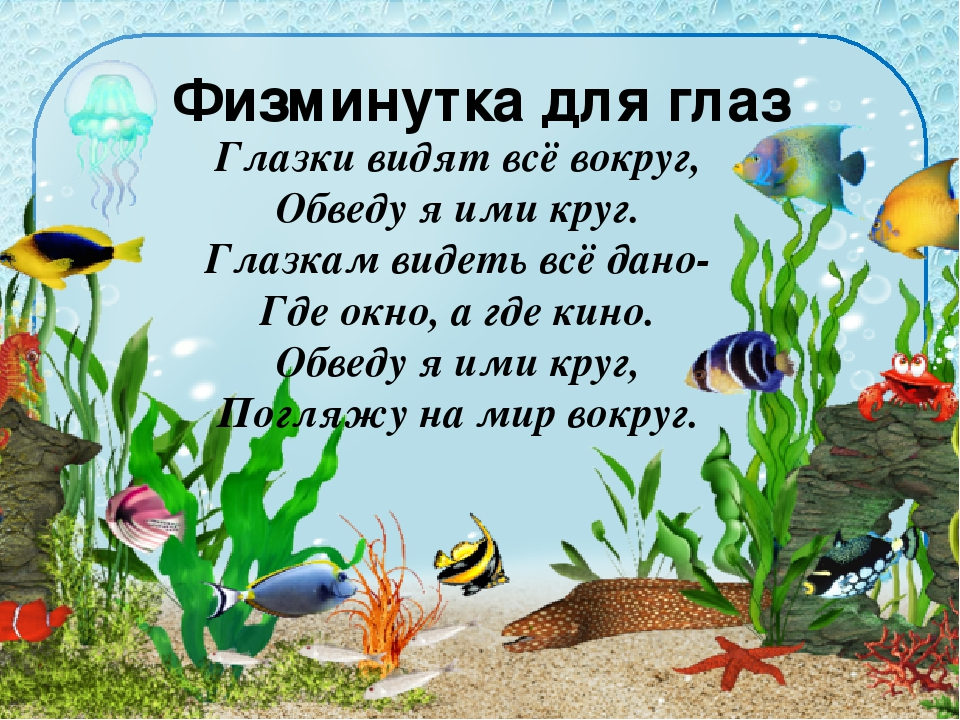 Физминутка для глаз
Глазки видят всё вокруг,
Обведу я ими круг.
Глазкам видеть всё дано-
Где окно, а где кино.
Обведу я ими круг,
Погляжу на мир вокруг.